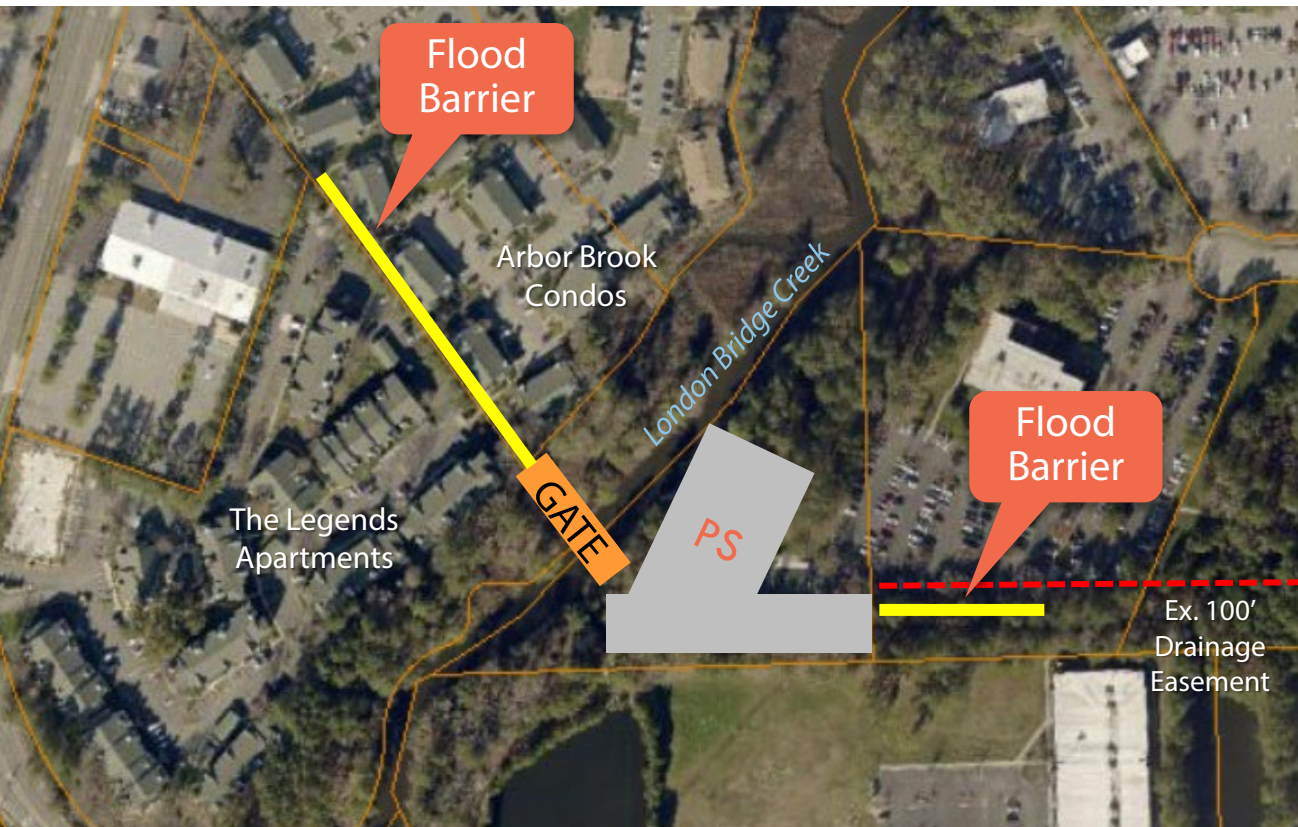 Flood
Barrier
Arbor Brook
Condos
London Bridge Creek
Flood
Barrier
GATE
The Legends
Apartments
PS
Ex. 100’
Drainage
Easement